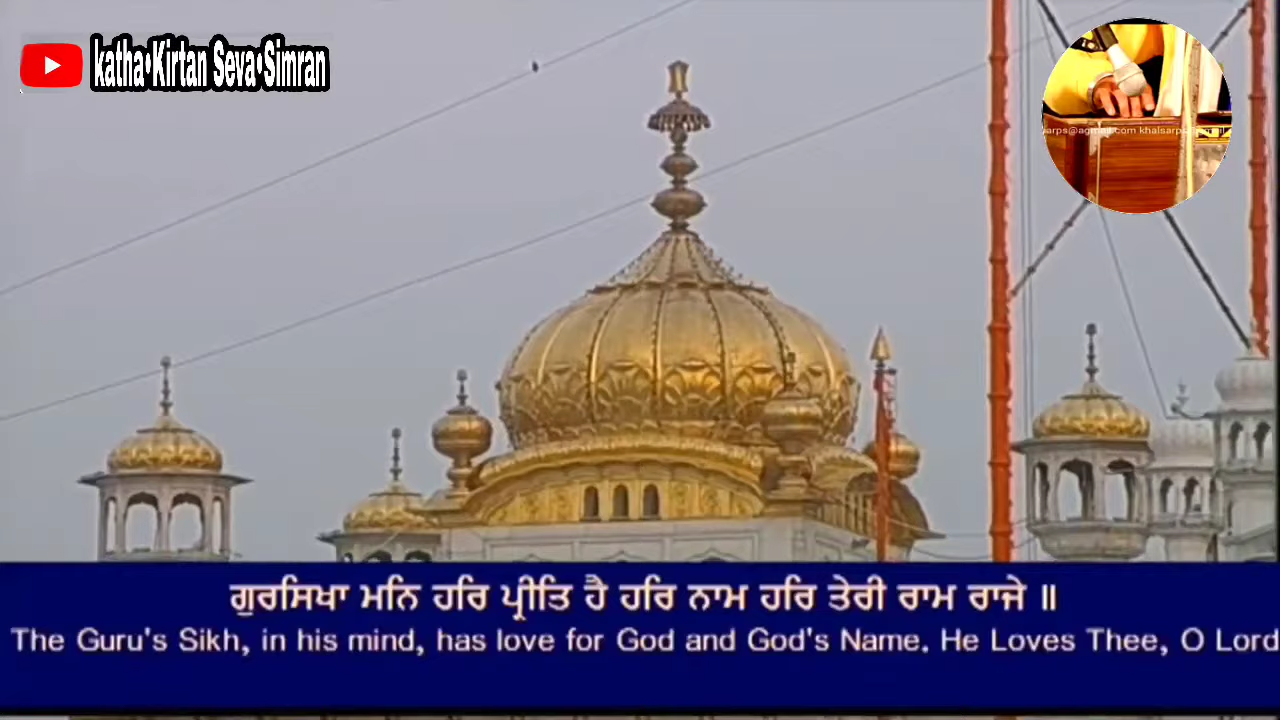 katha•Kirtan Seva•Simran
ਗੁਰਸਿਖਾ ਮਨਿ ਹਰਿ ਪ੍ਰੀਤਿ ਹੈ ਹਰਿ ਨਾਮ ਹਰਿ ਤੇਰੀ ਰਾਮ ਰਾਜੇ ॥
The Guru's Sikh, in his mind, has love for God and God's Name. He Loves Thee, O Lord